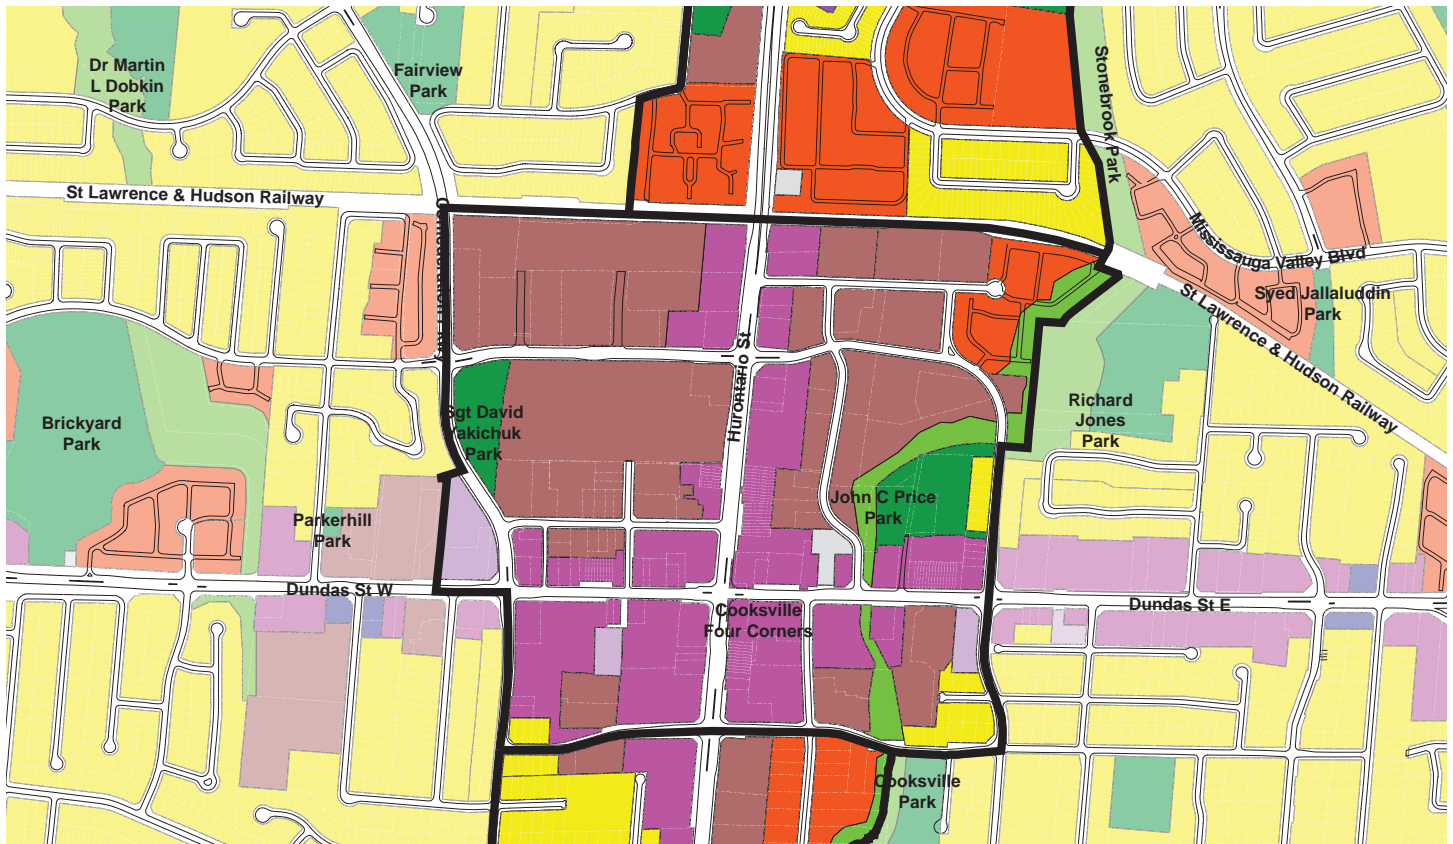 Dr Martin
L Dobkin
Park
Fairview
Park
Stonebrook Park
St Lawrence & Hudson Railway
Mississauga Valley Blvd
Syed Jallaluddin
Park
St Lawrence & Hudson Railway
Hurontario St
Sgt David
Yakichuk
Park
Brickyard
Park
Richard
Jones
Park
John C Price
Park
Parkerhill
Park
Dundas St W
Cooksville
Four Corners
Dundas St E
Cooksville
Park